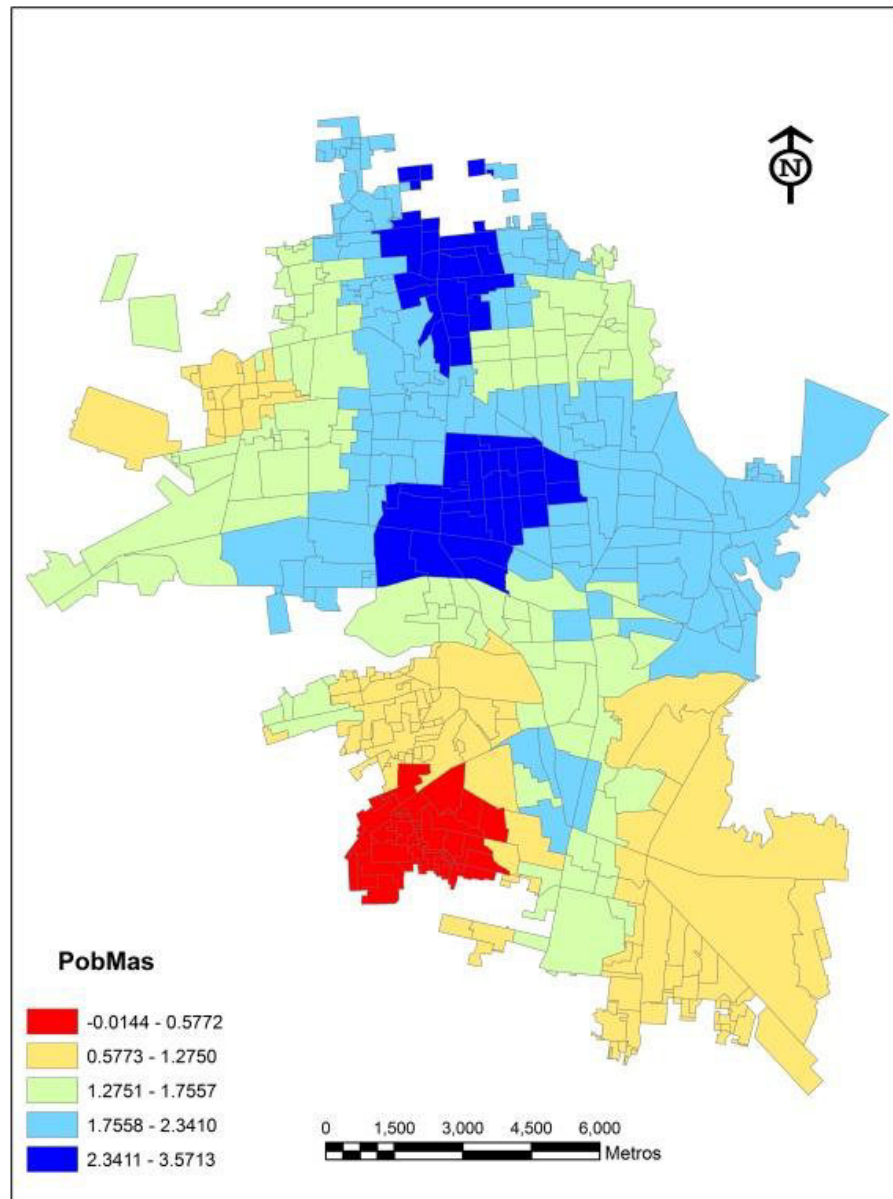 N
PobMas
-0.0144 - 0.5772
0.5773 - 1.2750
1.2751 - 1.7557
1.7558 - 2.3410
2.3411 - 3.5713
0 1,500 3,000 4,500 6,000
Metros